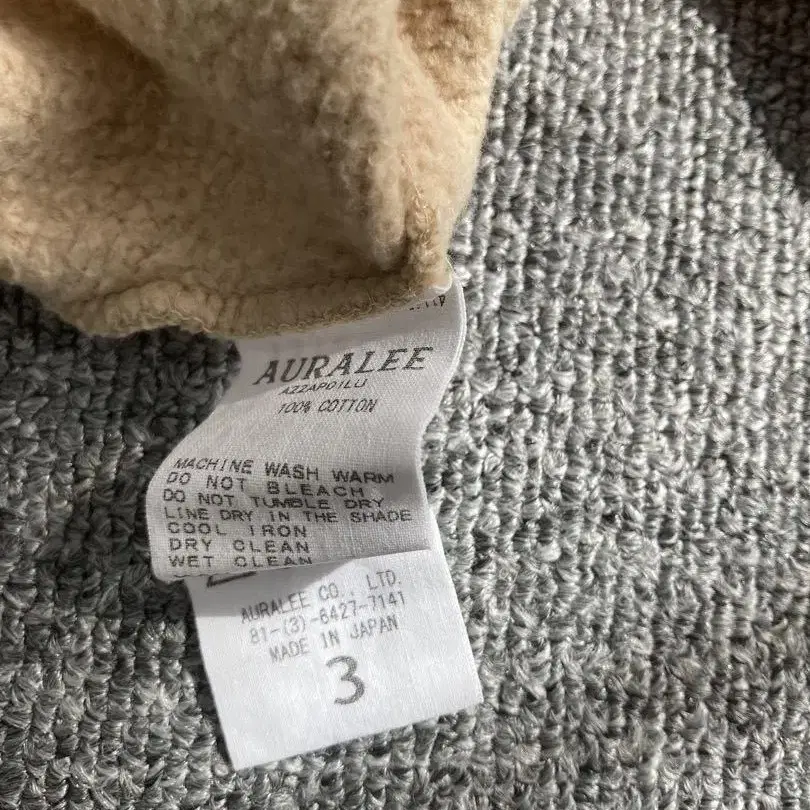 AURALEE
AZZAPOILU
100% COTTON
MACHINE WASH WARM
DO NOT BLEACH
DO NOT TUMBLE DRY
LINE DRY IN THE SHADE
COOL IRON
DRY CLEAN
WET CLEAN
AURALEE CO., LTD.
81-(3)-6427-7141
MADE IN JAPAN
3